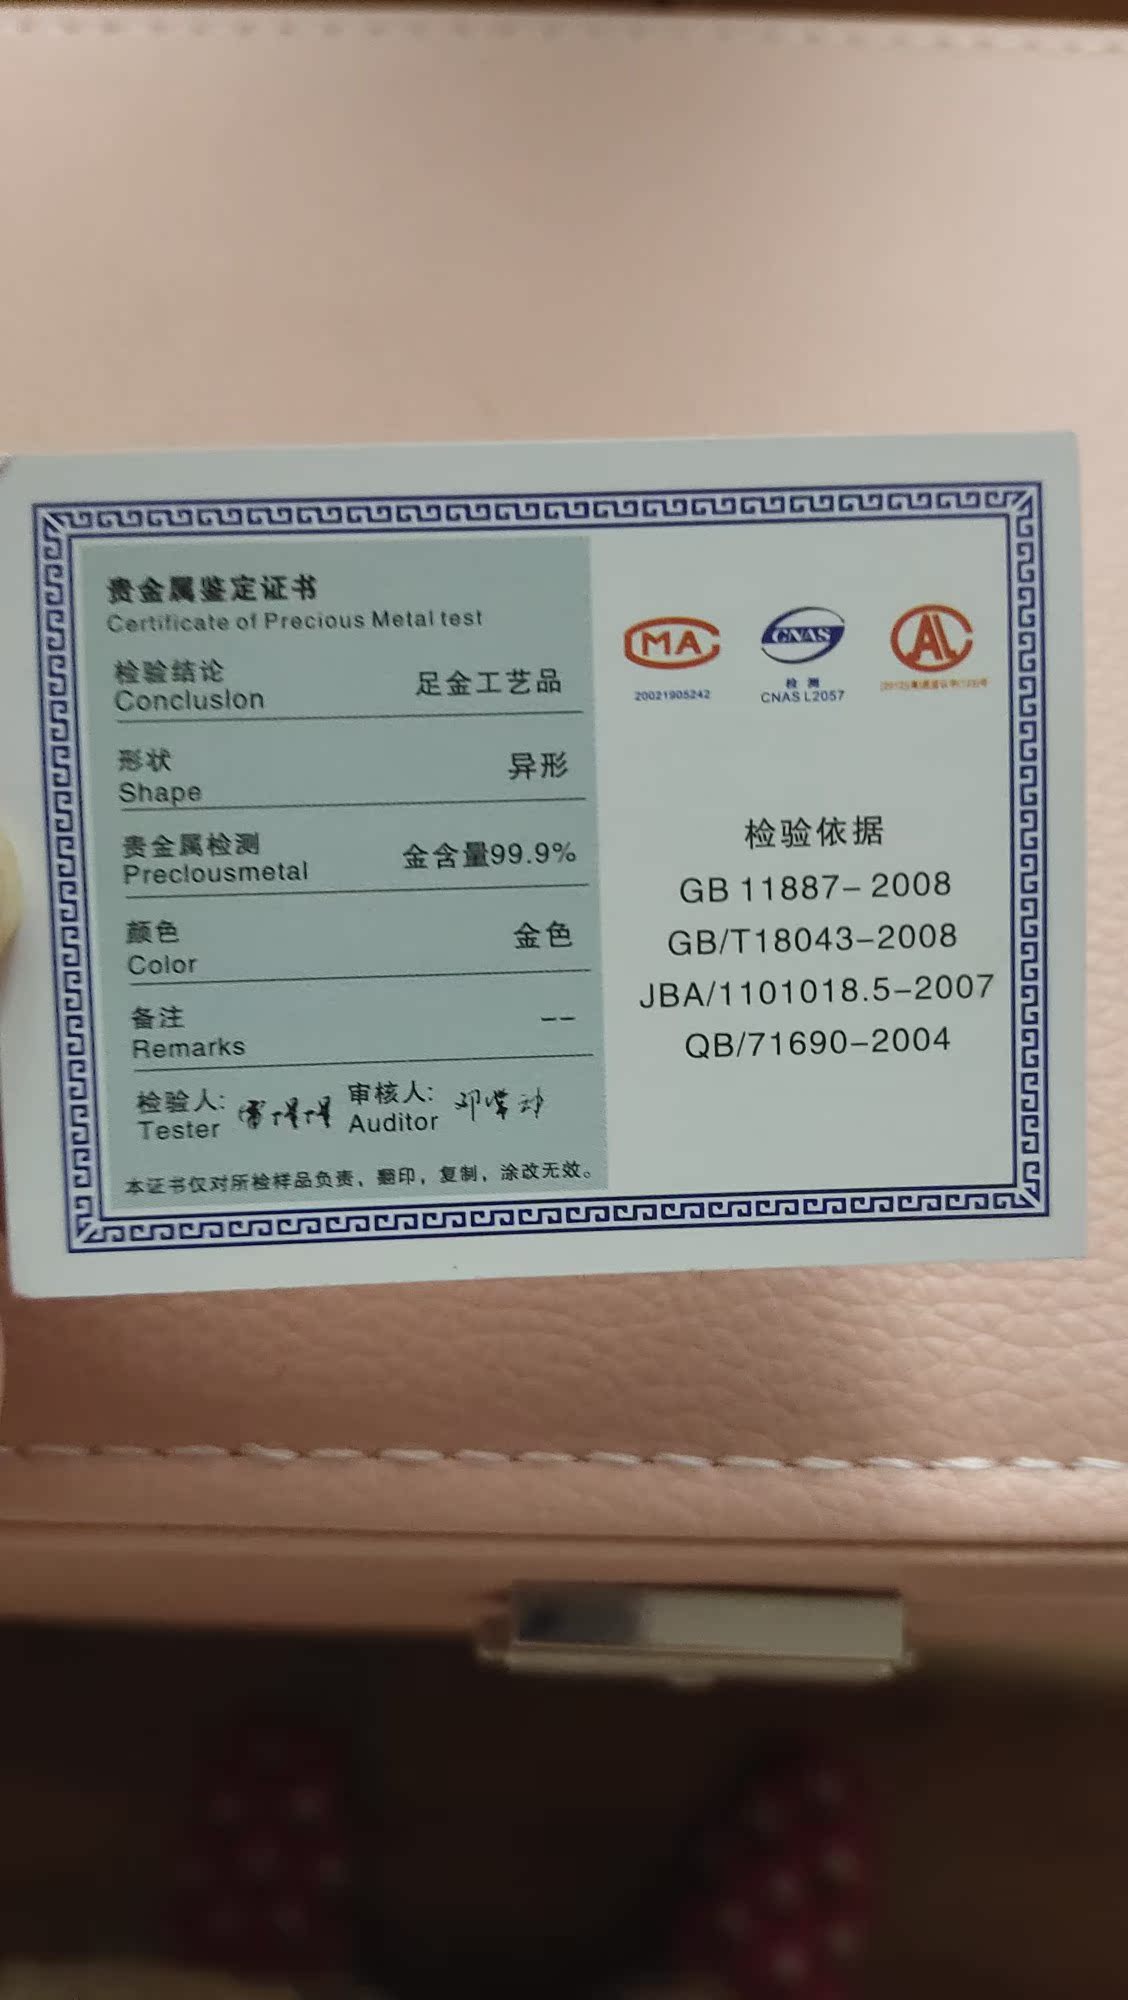 贵金属鉴定证书
Certificate of Precious Metal test
检验结论
Conclusion
足金工艺品
形状
Shape
异形
贵金属检测
Preclousmetal
金含量99.9%
颜色
Color
金色
备注
Remarks
--
检验人:
Tester
审核人:
Auditor
本证书仅对所检样品负责，翻印，复制，涂改无效。
MA
20021905242
CNAS
检 测
CNAS L2057
AL
检验依据
GB 11887-2008
GB/T18043-2008
JBA/1101018.5-2007
QB/71690-2004